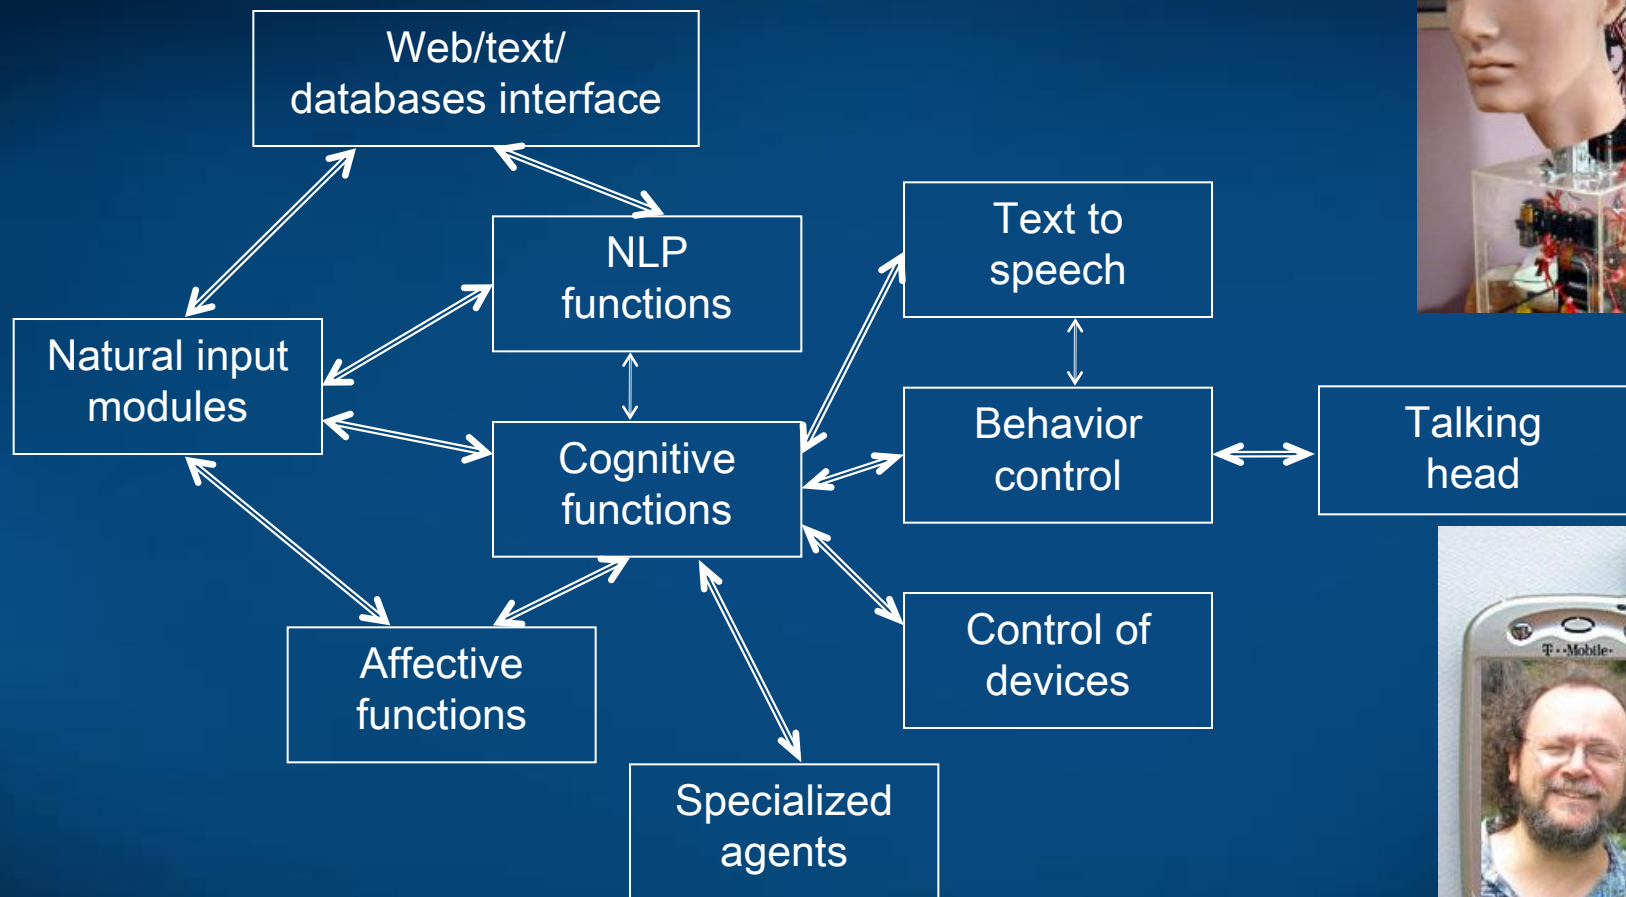 Web/text/
databases interface
NLP
functions
Text to
speech
Natural input
modules
Cognitive
functions
Behavior
control
Talking
head
Affective
functions
Control of
devices
Specialized
agents
T··Mobile·